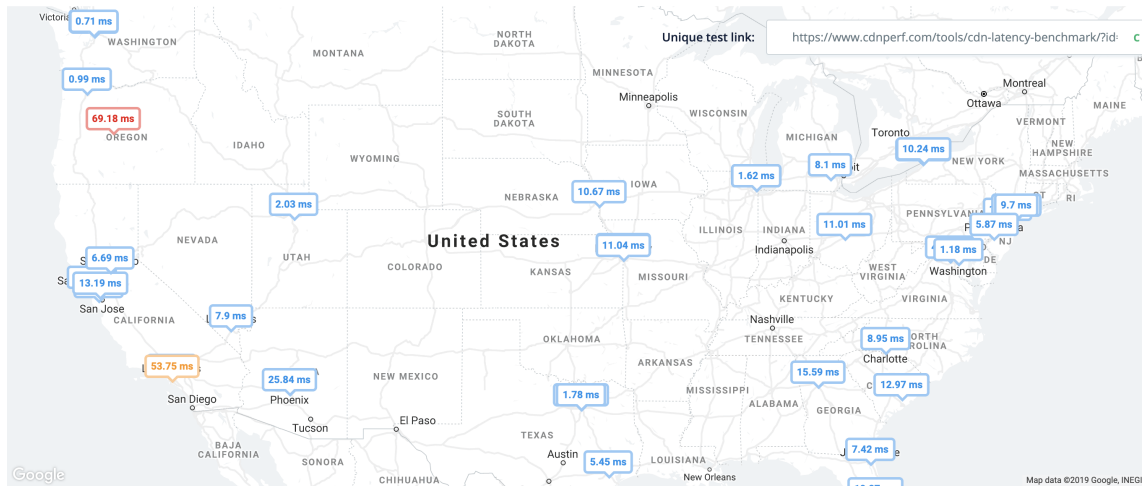 Victoria
0.71 ms
WASHINGTON
MONTANA
NORTH
DAKOTA
Unique test link:
https://www.cdnperf.com/tools/cdn-latency-benchmark/?id=
C
0.99 ms
MINNESOTA
Minneapolis
Montreal
Ottawa
MAINE
69.18 ms
OREGON
SOUTH
DAKOTA
WISCONSIN
VERMONT
MICHIGAN
Toronto
IDAHO
WYOMING
10.24 ms
NEW YORK
NEW
HAMPSHIRE
8.1 ms
it
MASSACHUSETTS
1.62 ms
10.67 ms
IOWA
NEBRASKA
CT
RI
2.03 ms
9.7 ms
PENNSYLVANIA
5.87 ms
11.01 ms
ILLINOIS
INDIANA
Indianapolis
NEVADA
United States
11.04 ms
1.18 ms
NJ
DE
Washington
6.69 ms
UTAH
COLORADO
KANSAS
MISSOURI
WEST
VIRGINIA
13.19 ms
San Jose
CALIFORNIA
KENTUCKY
VIRGINIA
7.9 ms
Nashville
TENNESSEE
OKLAHOMA
8.95 ms
Charlotte
ARKANSAS
53.75 ms
25.84 ms
Phoenix
NEW MEXICO
15.59 ms
12.97 ms
San Diego
1.78 ms
MISSISSIPPI
ALABAMA
GEORGIA
Tucson
El Paso
TEXAS
BAJA
CALIFORNIA
SONORA
Austin
5.45 ms
LOUISIANA
New Orleans
7.42 ms
CHIHUAHUA
Google
Map data ©2019 Google, INEGI